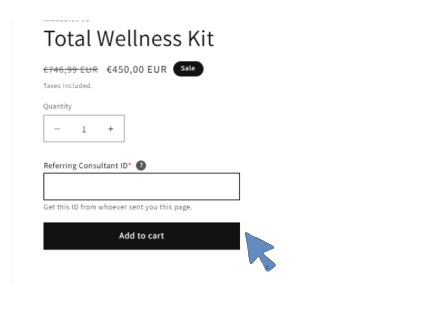 Total Wellness Kit
€746,99 EUR €450,00 EUR Sale
Taxes included.
Quantity
− 1 +
Referring Consultant ID* ?
Get this ID from whoever sent you this page.
Add to cart